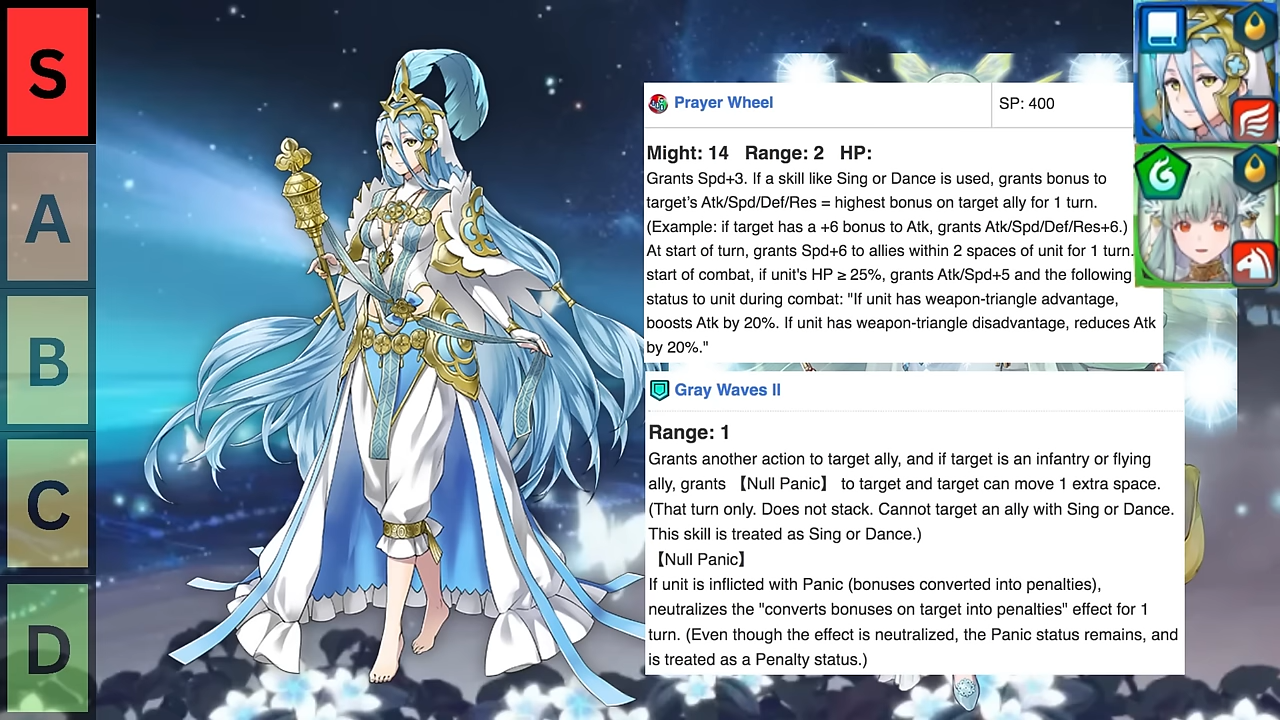 S
A
B
C
D
Prayer Wheel
SP: 400
Might: 14 Range: 2 HP:
Grants Spd+3. If a skill like Sing or Dance is used, grants bonus to
target's Atk/Spd/Def/Res = highest bonus on target ally for 1 turn.
(Example: if target has a +6 bonus to Atk, grants Atk/Spd/Def/Res+6.)
At start of turn, grants Spd+6 to allies within 2 spaces of unit for 1 turn.
start of combat, if unit's HP ≥ 25%, grants Atk/Spd+5 and the following
status to unit during combat: "If unit has weapon-triangle advantage,
boosts Atk by 20%. If unit has weapon-triangle disadvantage, reduces Atk
by 20%."
Gray Waves II
Range: 1
Grants another action to target ally, and if target is an infantry or flying
ally, grants 【Null Panic】 to target and target can move 1 extra space.
(That turn only. Does not stack. Cannot target an ally with Sing or Dance.
This skill is treated as Sing or Dance.)
【Null Panic】
If unit is inflicted with Panic (bonuses converted into penalties),
neutralizes the "converts bonuses on target into penalties" effect for 1
turn. (Even though the effect is neutralized, the Panic status remains, and
is treated as a Penalty status.)